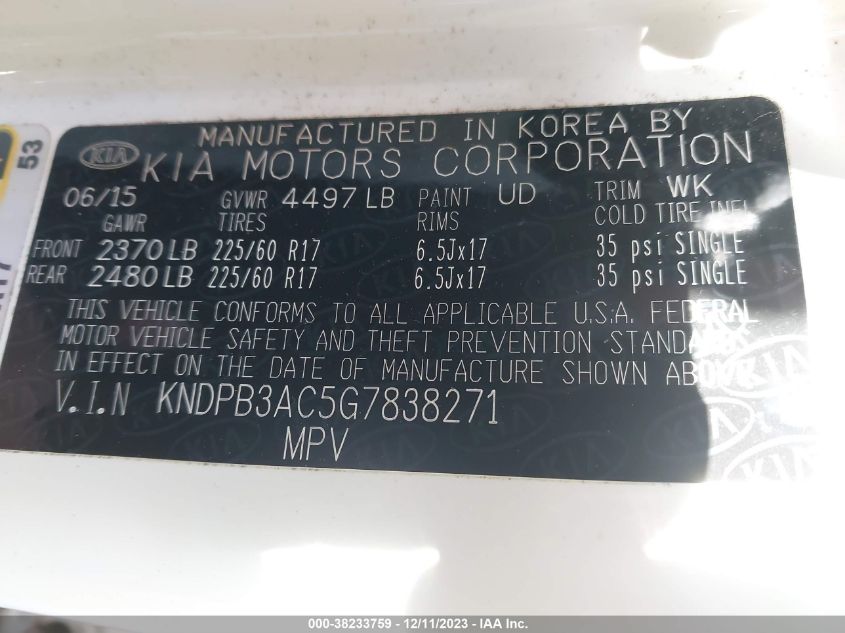 53
MANUFACTURED IN KOREA BY
KIA KIA MOTORS CORPORATION
06/15 GVWR 4497 LB PAINT UD TRIM WK
GAWR TIRES RIMS COLD TIRE INFL
FRONT 2370 LB 225/60 R17 6.5Jx17 35 psi SINGLE
REAR 2480 LB 225/60 R17 6.5Jx17 35 psi SINGLE
THIS VEHICLE CONFORMS TO ALL APPLICABLE U.S.A. FEDERAL
MOTOR VEHICLE SAFETY AND THEFT PREVENTION STANDARDS
IN EFFECT ON THE DATE OF MANUFACTURE SHOWN ABOVE
V.I.N KNDPB3AC5G7838271
MPV
000-38233759 - 12/11/2023 - © IAA, Inc.